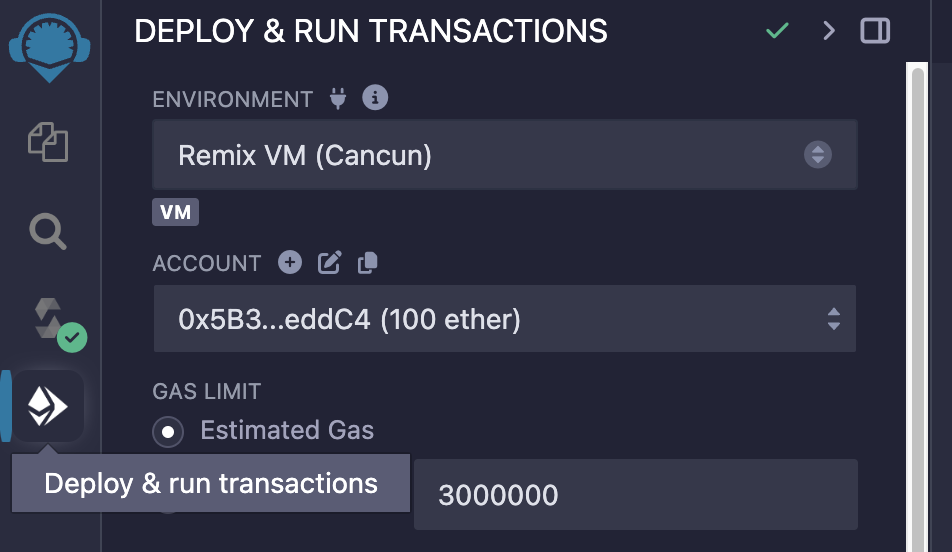 DEPLOY & RUN TRANSACTIONS
ENVIRONMENT
Remix VM (Cancun)
VM
ACCOUNT
0x5B3...eddC4 (100 ether)
GAS LIMIT
Estimated Gas
Deploy & run transactions
3000000